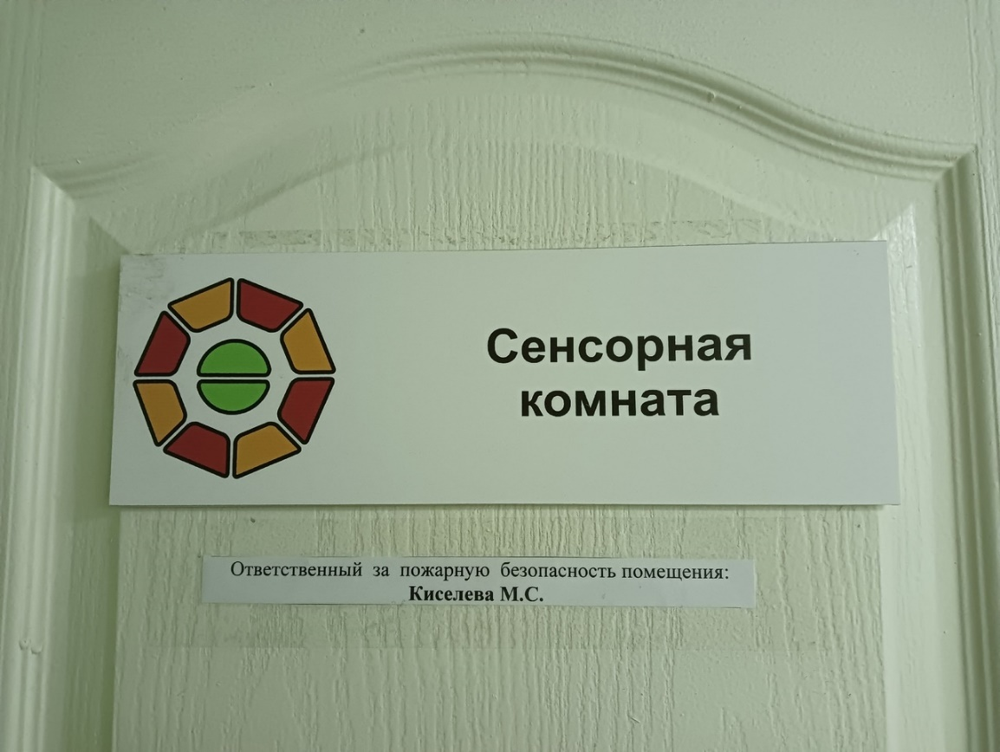 Сенсорная
комната
Ответственный за пожарную безопасность помещения:
Киселева М.С.